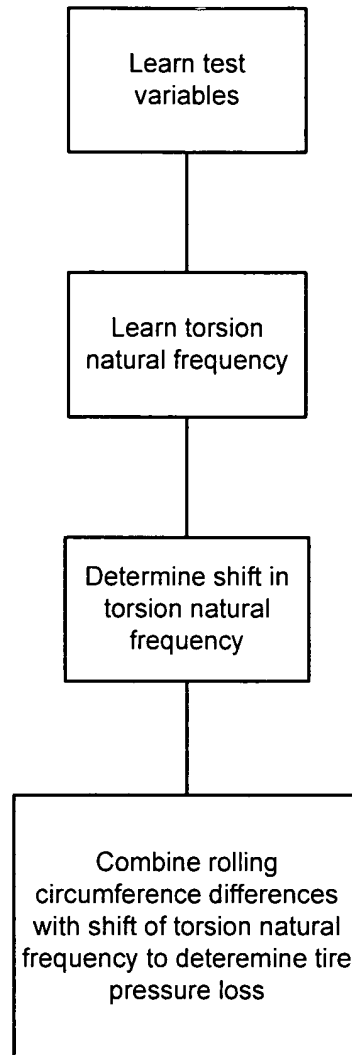 Learn test
variables
Learn torsion
natural frequency
Determine shift in
torsion natural
frequency
Combine rolling
circumference differences
with shift of torsion natural
frequency to deteremine tire
pressure loss